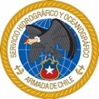 SERVICIO HIDROGRÁFICO Y OCEANOGRÁFICO
ARMADA DE CHILE